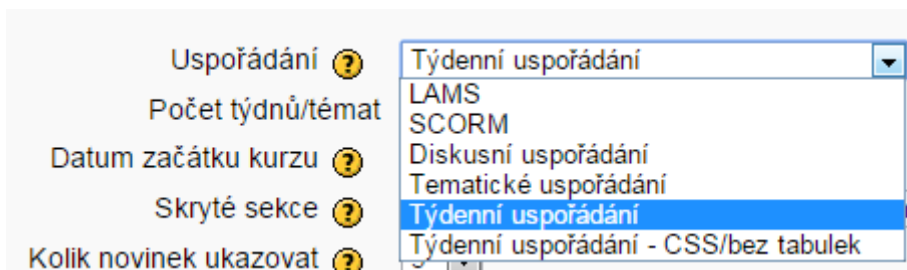 Uspořádání Týdenní uspořádání
LAMS
Počet týdnů/témat
SCORM
Datum začátku kurzu Diskusní uspořádání
Tematické uspořádání
Skryté sekce Týdenní uspořádání
Týdenní uspořádání - CSS/bez tabulek
Kolik novinek ukazovat